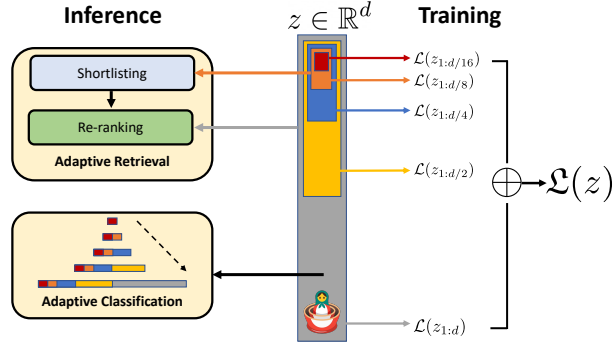 Inference
z ∈ ℝ^d
Training
Shortlisting
Re-ranking
Adaptive Retrieval
Adaptive Classification
ℒ(z_{1:d/16})
ℒ(z_{1:d/8})
ℒ(z_{1:d/4})
ℒ(z_{1:d/2})
ℒ(z_{1:d})
𝔏(z)